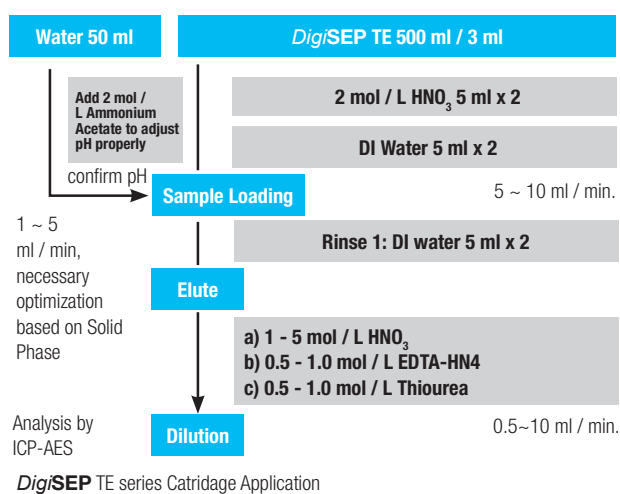 Water 50 ml
DigiSEP TE 500 ml / 3 ml
Add 2 mol /
L Ammonium
Acetate to adjust
pH properly
2 mol / L HNO₃ 5 ml x 2
DI Water 5 ml x 2
confirm pH
Sample Loading
5 ~ 10 ml / min.
1 ~ 5
ml / min,
necessary
optimization
based on Solid
Phase
Rinse 1: DI water 5 ml x 2
Elute
a) 1 - 5 mol / L HNO₃
b) 0.5 - 1.0 mol / L EDTA-HN4
c) 0.5 - 1.0 mol / L Thiourea
Analysis by
ICP-AES
Dilution
0.5~10 ml / min.
DigiSEP TE series Catridage Application